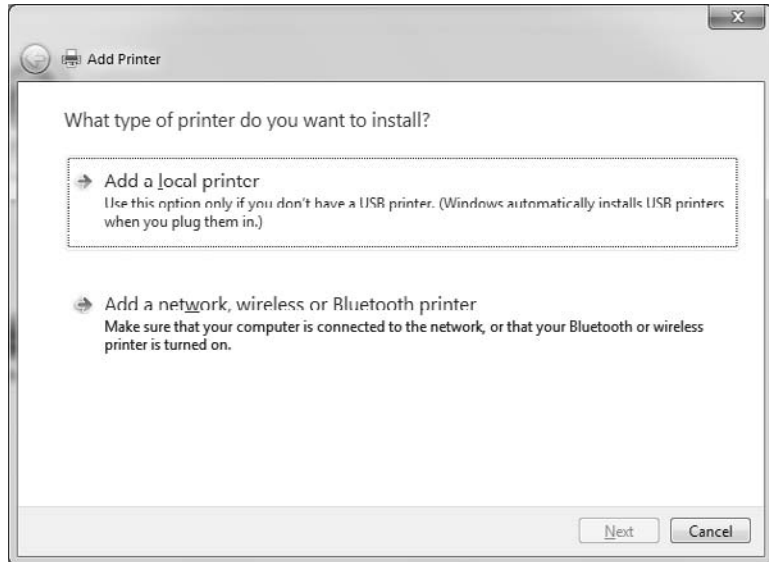 Add Printer
What type of printer do you want to install?
Add a local printer
Use this option only if you don't have a USB printer. (Windows automatically installs USB printers
when you plug them in.)
Add a network, wireless or Bluetooth printer
Make sure that your computer is connected to the network, or that your Bluetooth or wireless
printer is turned on.
Next Cancel